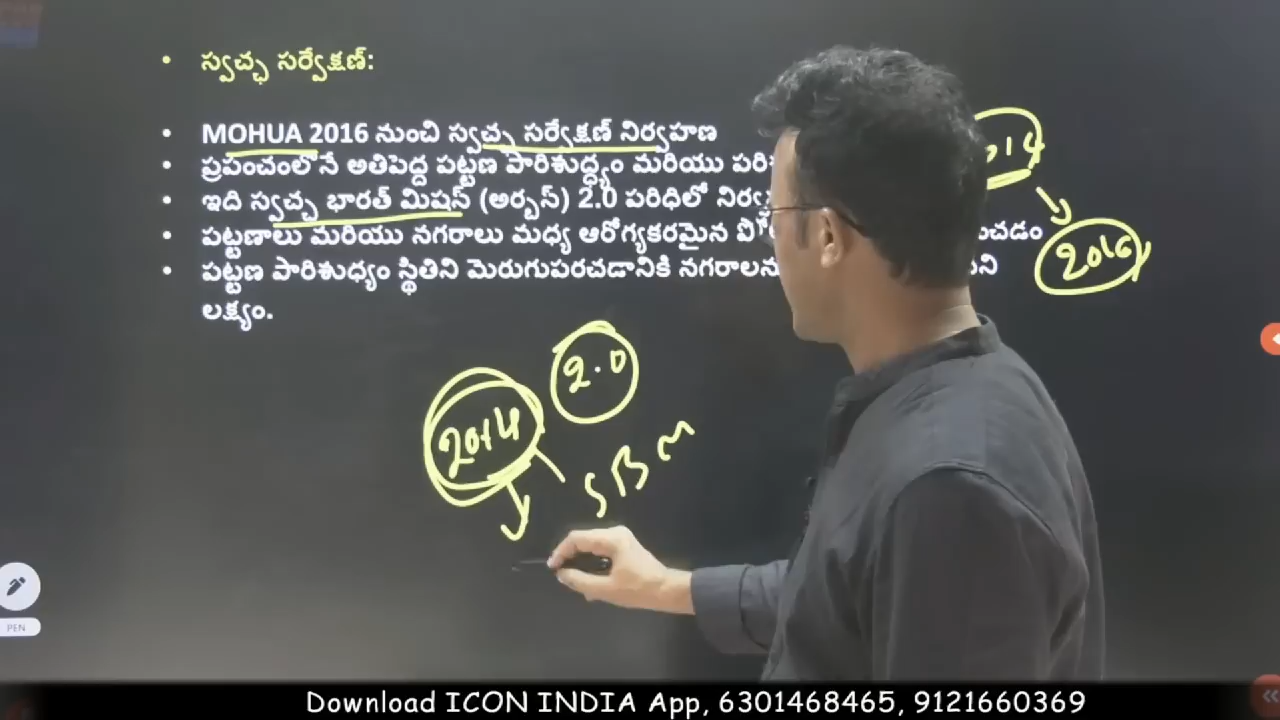 • స్వచ్ఛ సర్వేక్షణ్:
• MOHUA 2016 నుంచి స్వచ్ఛ సర్వేక్షణ్ నిర్వహణ
• ప్రపంచంలోనే అతిపెద్ద పట్టణ పారిశుద్ధ్యం మరియు
• ఇది స్వచ్ఛ భారత్ మిషన్ (అర్బన్) 2.0 పరిధిలో
• పట్టణాలు మరియు నగరాలు మధ్య ఆరోగ్యకరమైన
• పట్టణ పారిశుధ్యం స్థితిని మెరుగుపరచడానికి
లక్ష్యం.
2016
2.0
2014
SBM
PEN
Download ICON INDIA App, 6301468465, 9121660369